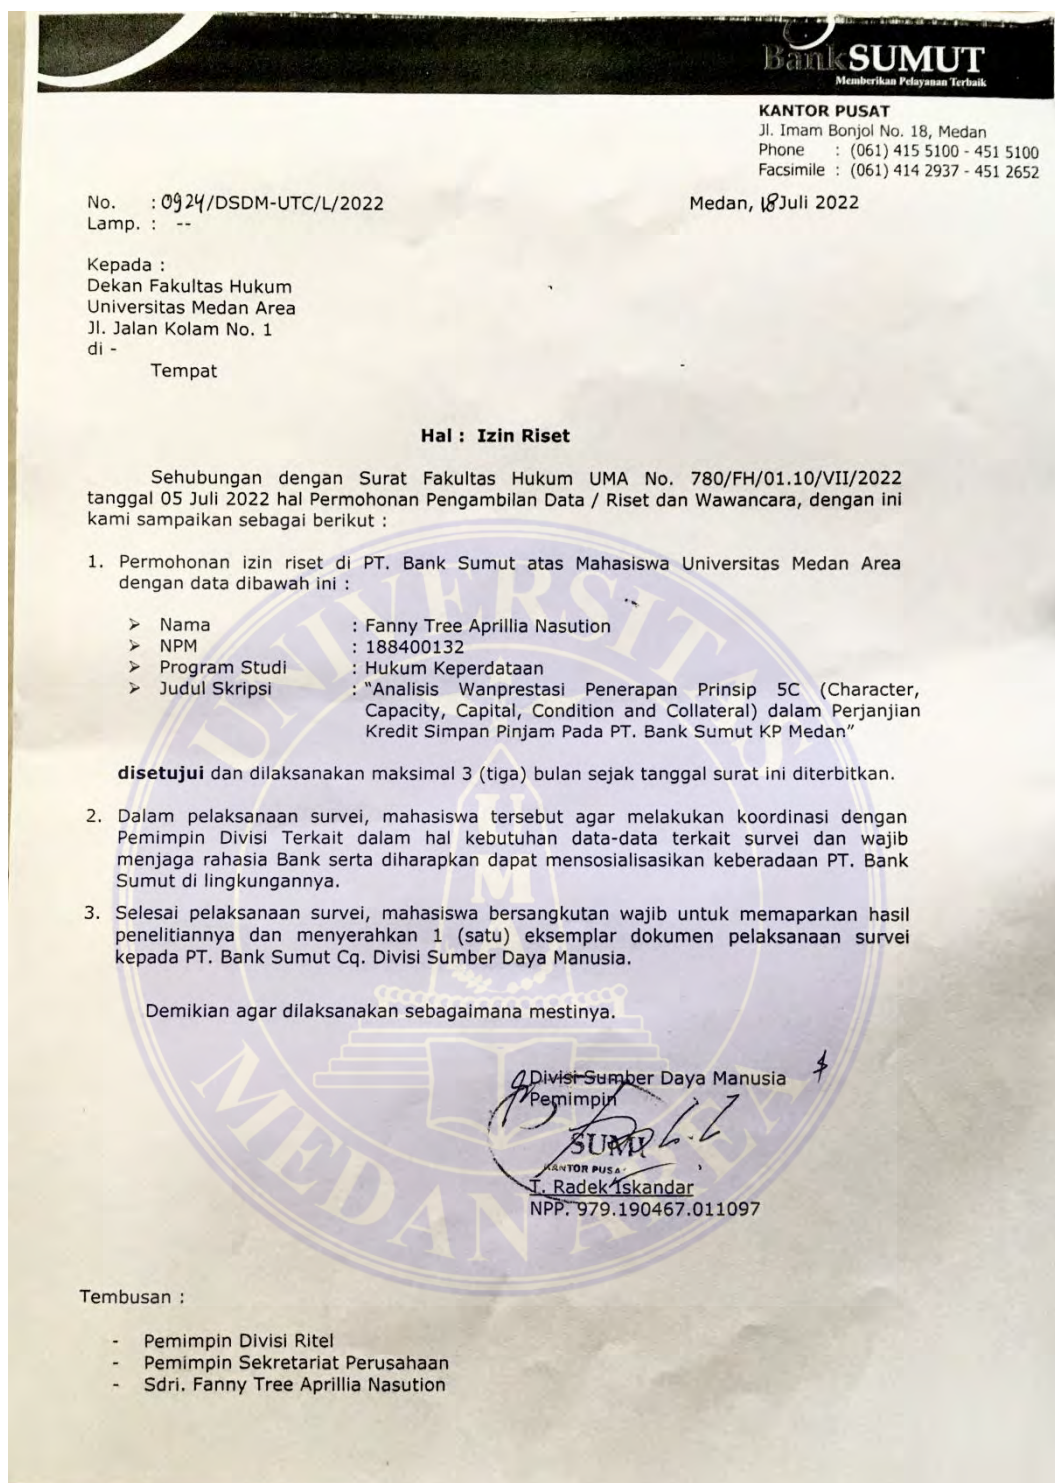 BankSUMUT
Memberikan Pelayanan Terbaik
KANTOR PUSAT
Jl. Imam Bonjol No. 18, Medan
Phone : (061) 415 5100 - 451 5100
Facsimile : (061) 414 2937 - 451 2652
No. : 0924/DSDM-UTC/L/2022
Medan, 18 Juli 2022
Lamp. : --
Kepada :
Dekan Fakultas Hukum
Universitas Medan Area
Jl. Jalan Kolam No. 1
di -
Tempat
Hal : Izin Riset
Sehubungan dengan Surat Fakultas Hukum UMA No. 780/FH/01.10/VII/2022
tanggal 05 Juli 2022 hal Permohonan Pengambilan Data / Riset dan Wawancara, dengan ini
kami sampaikan sebagai berikut :
1. Permohonan izin riset di PT. Bank Sumut atas Mahasiswa Universitas Medan Area
dengan data dibawah ini :
➢ Nama : Fanny Tree Aprillia Nasution
➢ NPM : 188400132
➢ Program Studi : Hukum Keperdataan
➢ Judul Skripsi : “Analisis Wanprestasi Penerapan Prinsip 5C (Character,
Capacity, Capital, Condition and Collateral) dalam Perjanjian
Kredit Simpan Pinjam Pada PT. Bank Sumut KP Medan”
disetujui dan dilaksanakan maksimal 3 (tiga) bulan sejak tanggal surat ini diterbitkan.
2. Dalam pelaksanaan survei, mahasiswa tersebut agar melakukan koordinasi dengan
Pemimpin Divisi Terkait dalam hal kebutuhan data-data terkait survei dan wajib
menjaga rahasia Bank serta diharapkan dapat mensosialisasikan keberadaan PT. Bank
Sumut di lingkungannya.
3. Selesai pelaksanaan survei, mahasiswa bersangkutan wajib untuk memaparkan hasil
penelitiannya dan menyerahkan 1 (satu) eksemplar dokumen pelaksanaan survei
kepada PT. Bank Sumut Cq. Divisi Sumber Daya Manusia.
Demikian agar dilaksanakan sebagaimana mestinya.
Divisi Sumber Daya Manusia
Pemimpin
SUMU
KANTOR PUSA
T. Radek Iskandar
NPP. 979.190467.011097
Tembusan :
- Pemimpin Divisi Ritel
- Pemimpin Sekretariat Perusahaan
- Sdri. Fanny Tree Aprillia Nasution
UNIVERSITAS
UMA
MEDAN AREA